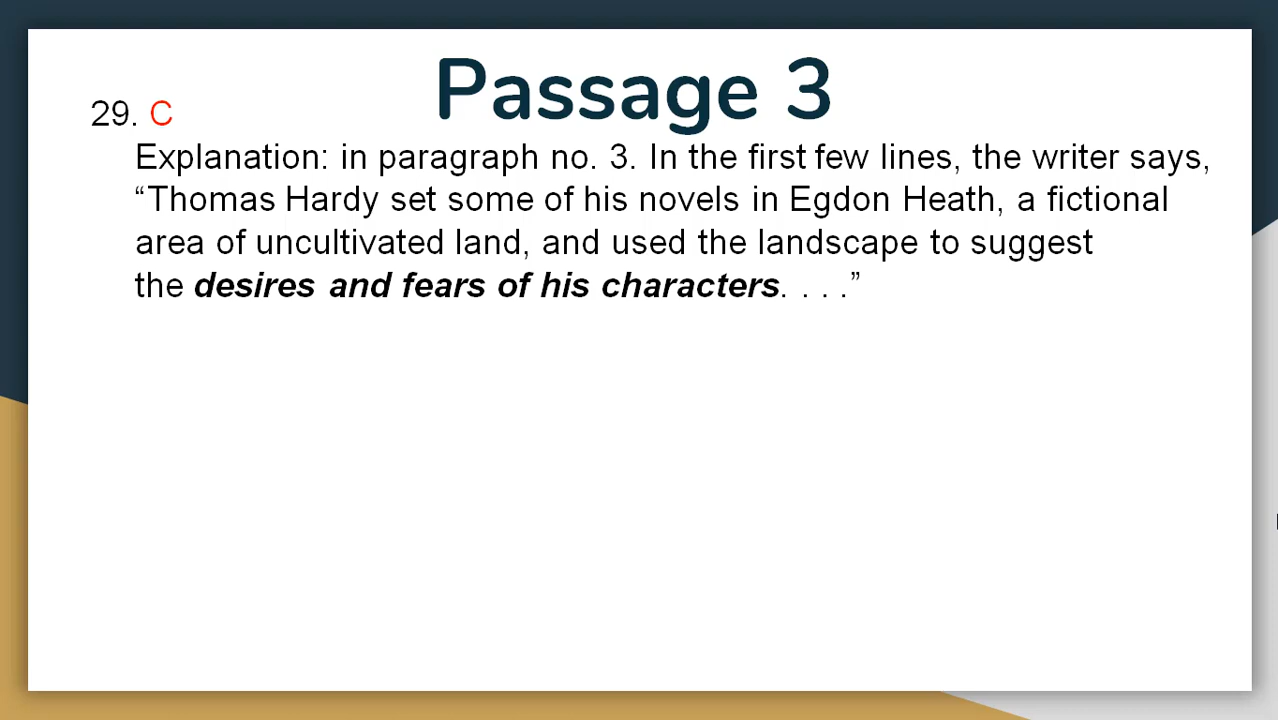 Passage 3
29. C
Explanation: in paragraph no. 3. In the first few lines, the writer says,
“Thomas Hardy set some of his novels in Egdon Heath, a fictional
area of uncultivated land, and used the landscape to suggest
the desires and fears of his characters. . . .”